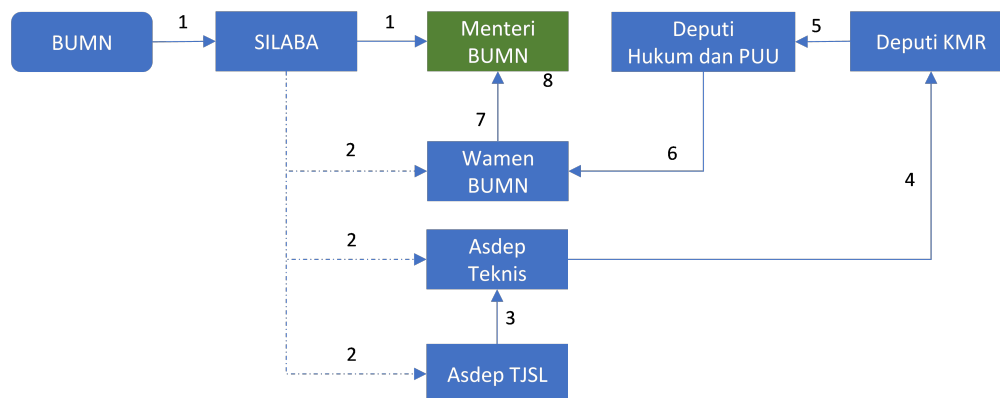 BUMN
1
SILABA
1
Menteri
BUMN
8
Deputi
Hukum dan PUU
5
Deputi KMR
7
2
Wamen
BUMN
6
4
2
Asdep
Teknis
3
2
Asdep TJSL